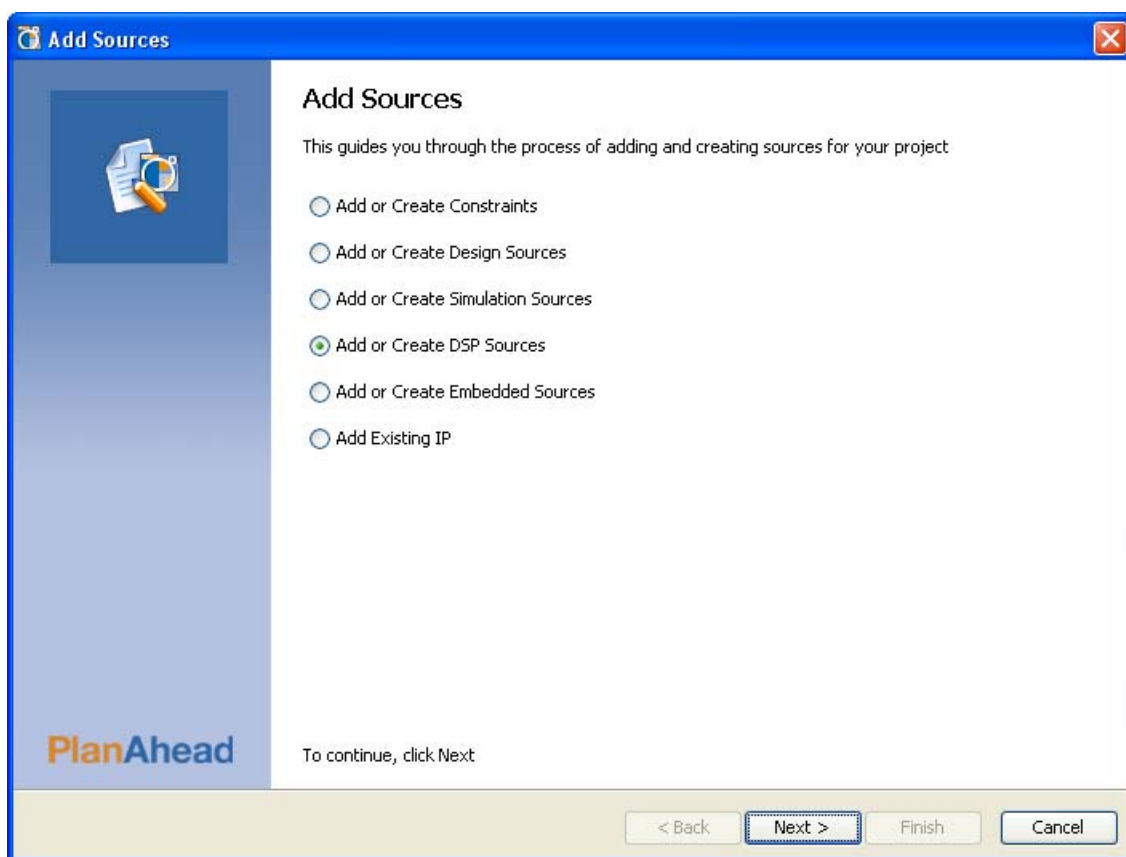 Add Sources
Add Sources
This guides you through the process of adding and creating sources for your project
Add or Create Constraints
Add or Create Design Sources
Add or Create Simulation Sources
Add or Create DSP Sources
Add or Create Embedded Sources
Add Existing IP
PlanAhead
To continue, click Next
< Back Next > Finish Cancel